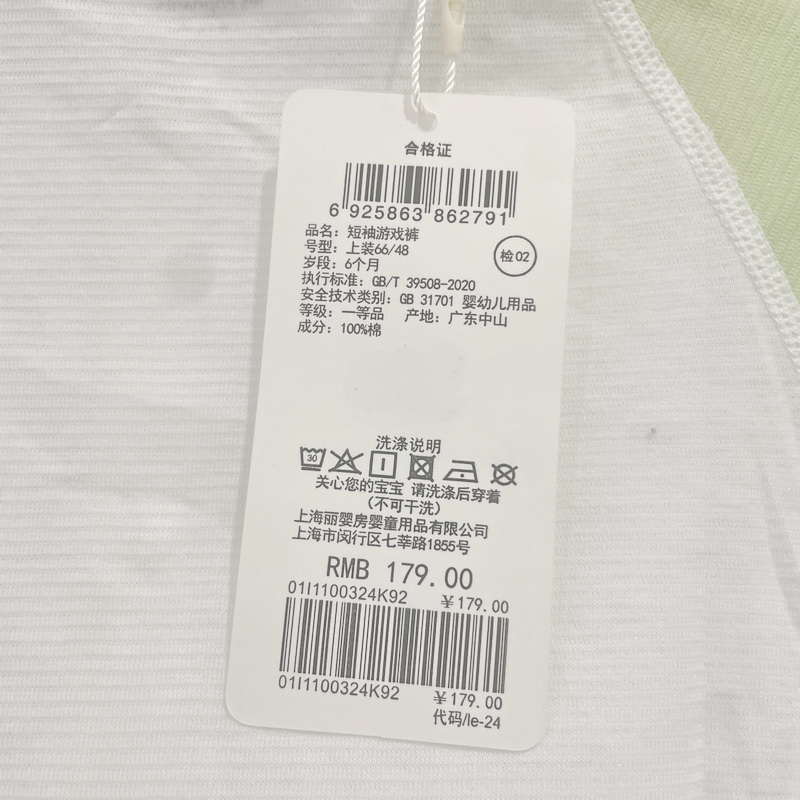 合格证
6 925863 862791
品名：短袖游戏裤
号型：上装66/48
岁段：6个月
检02
执行标准：GB/T 39508-2020
安全技术类别：GB 31701 婴幼儿用品
等级：一等品 产地：广东中山
成分：100%棉
洗涤说明
30
关心您的宝宝 请洗涤后穿着
（不可干洗）
上海丽婴房婴童用品有限公司
上海市闵行区七莘路1855号
RMB 179.00
01I1100324K92 ￥179.00
01I1100324K92 ￥179.00
代码/le-24